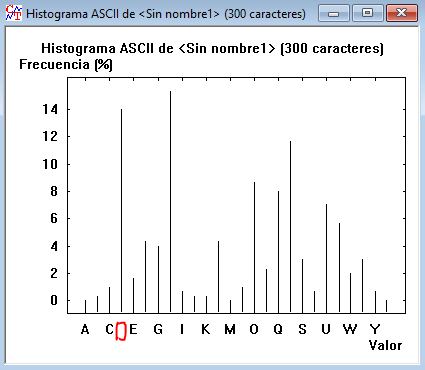 Histograma ASCII de <Sin nombre1> (300 caracteres)
Histograma ASCII de <Sin nombre1> (300 caracteres)
Frecuencia (%)
14
12
10
8
6
4
2
0
A C D E G I K M O Q S U W Y
Valor